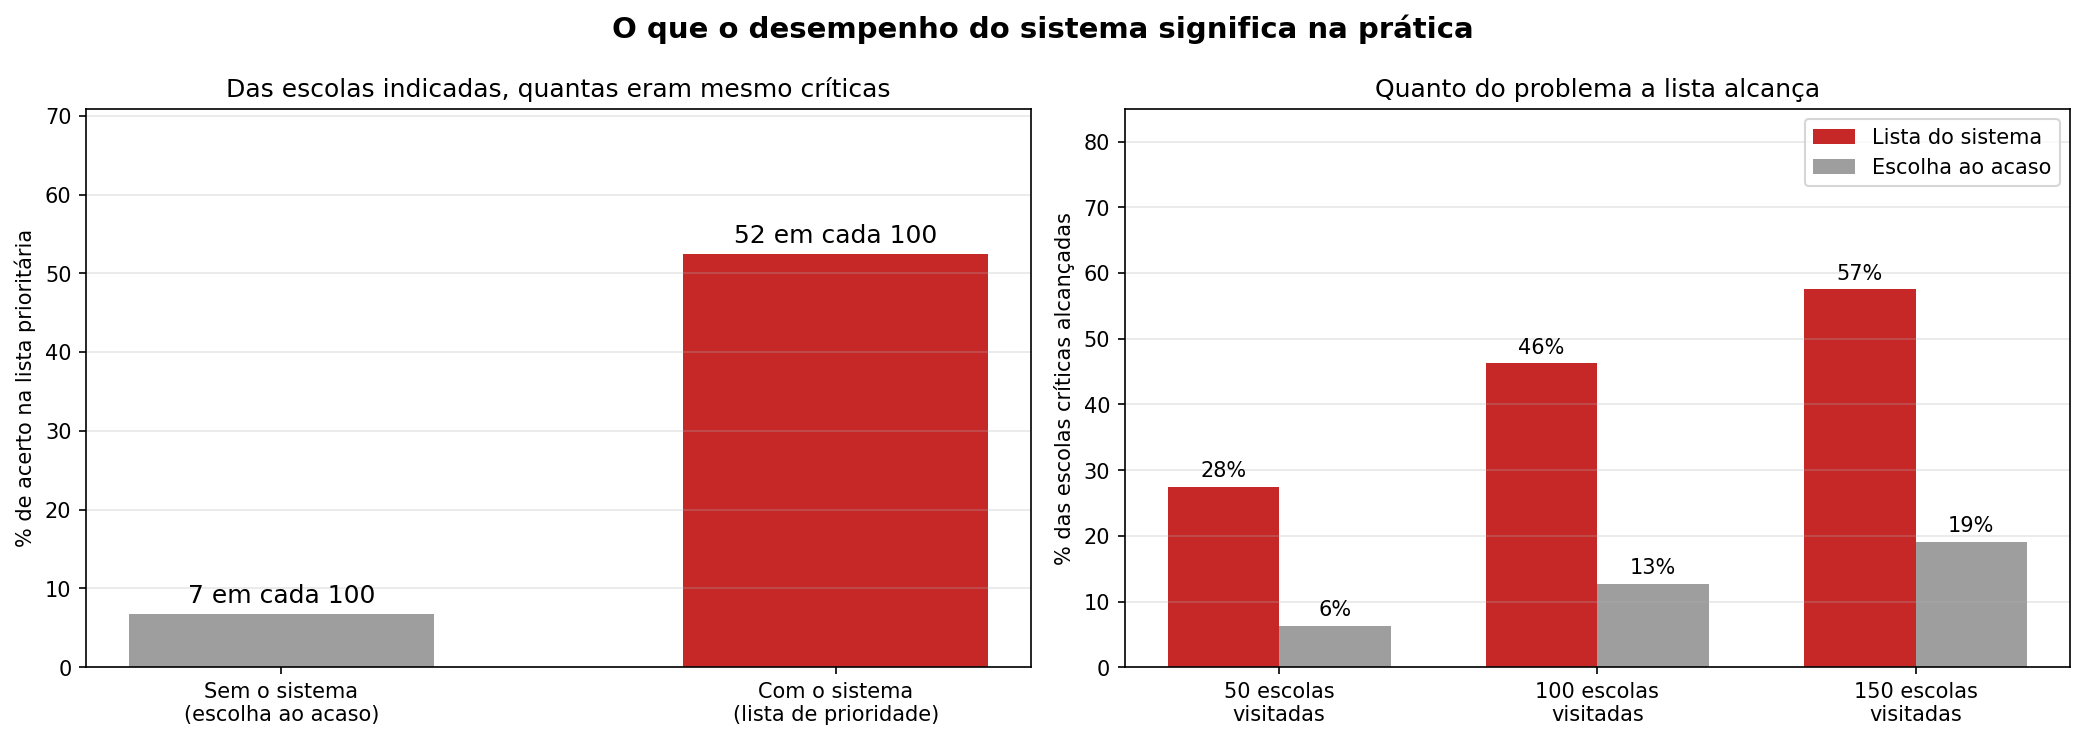 O que o desempenho do sistema significa na prática
Das escolas indicadas, quantas eram mesmo críticas
% de acerto na lista prioritária
70
60
50
40
30
20
10
0
7 em cada 100
52 em cada 100
Sem o sistema
(escolha ao acaso)
Com o sistema
(lista de prioridade)
Quanto do problema a lista alcança
% das escolas críticas alcançadas
80
70
60
50
40
30
20
10
0
Lista do sistema
Escolha ao acaso
28%
6%
46%
13%
57%
19%
50 escolas
visitadas
100 escolas
visitadas
150 escolas
visitadas